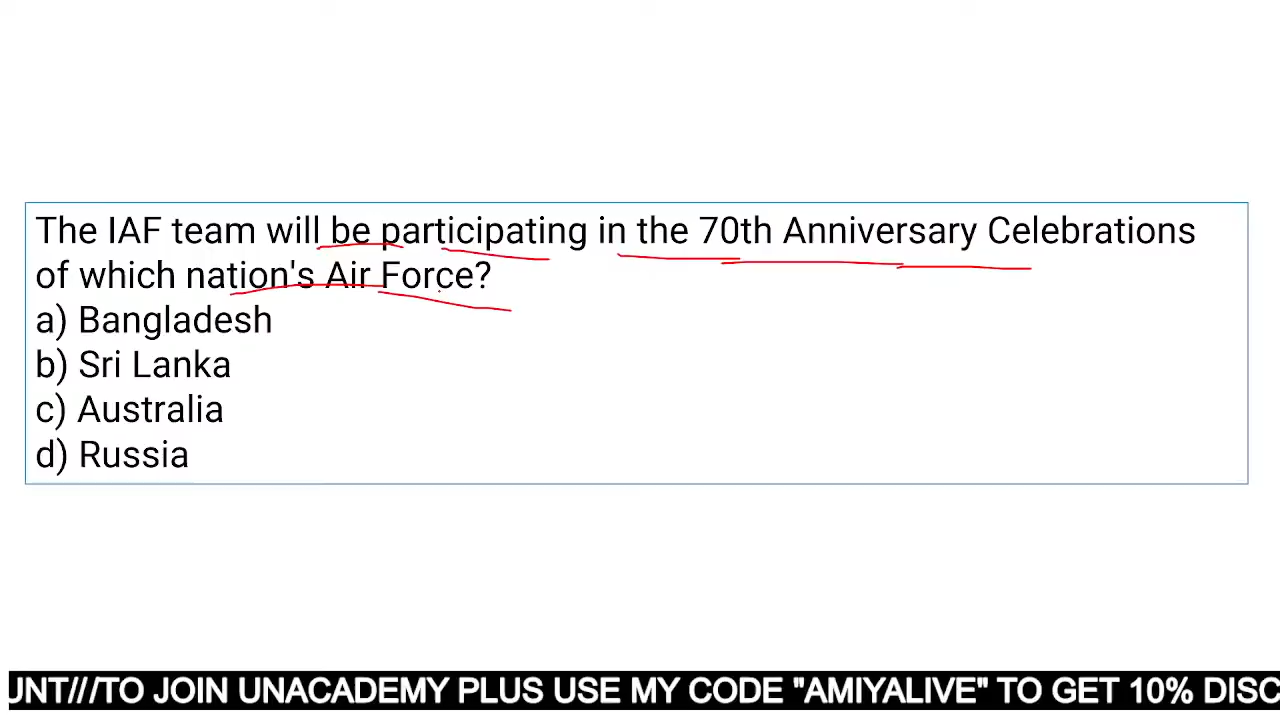 The IAF team will be participating in the 70th Anniversary Celebrations
of which nation's Air Force?
a) Bangladesh
b) Sri Lanka
c) Australia
d) Russia
UNT///TO JOIN UNACADEMY PLUS USE MY CODE "AMIYALIVE" TO GET 10% DISC